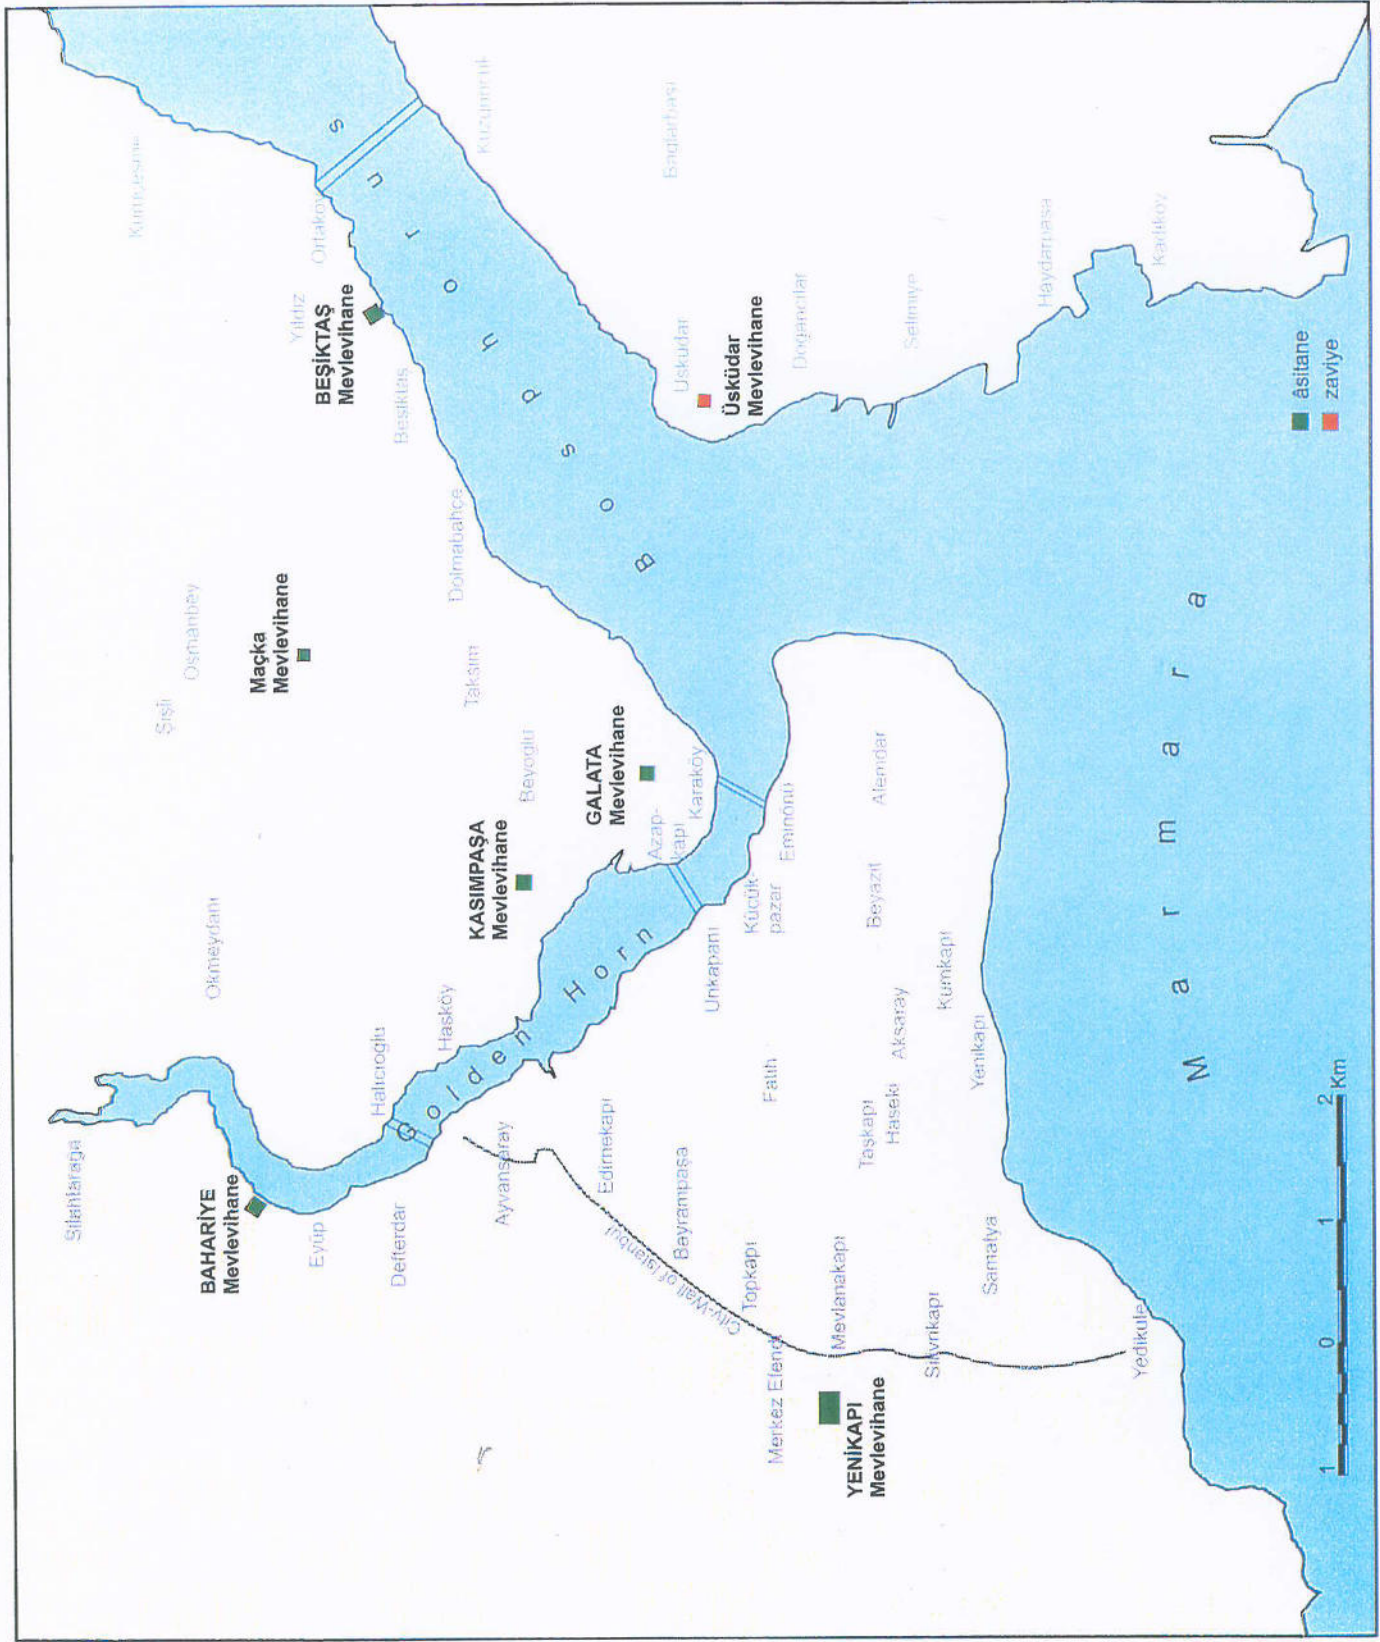 Silahtarağa
BAHARİYE
Mevlevihane
Eyüp
Defterdar
Halıcıoğlu
Hasköy
Okmeydanı
Ayvansaray
Edirnekapı
City-Wall of Istanbul
Bayrampaşa
Topkapı
Merkez Efendi
Mevlanakapı
YENİKAPI
Mevlevihane
Silivrikapı
Samatya
Yedikule
Golden Horn
KASIMPAŞA
Mevlevihane
GALATA
Mevlevihane
Azap-
kapı
Karaköy
Beyoğlu
Taksim
Şişli
Osmanbey
Maçka
Mevlevihane
Dolmabahçe
Beşiktaş
BEŞİKTAŞ
Mevlevihane
Yıldız
Ortaköy
Kuruçeşme
Bosphorus
Kuzguncuk
Bağlarbaşı
Üsküdar
Üsküdar
Mevlevihane
Doğancılar
Selimiye
Haydarpaşa
Kadıköy
Unkapanı
Küçük-
pazar
Eminönü
Alemdar
Beyazıt
Kumkapı
Fatih
Aksaray
Haseki
Taşkapı
Yenikapı
Marmara
âsitane
zaviye
1 0 1 2 Km